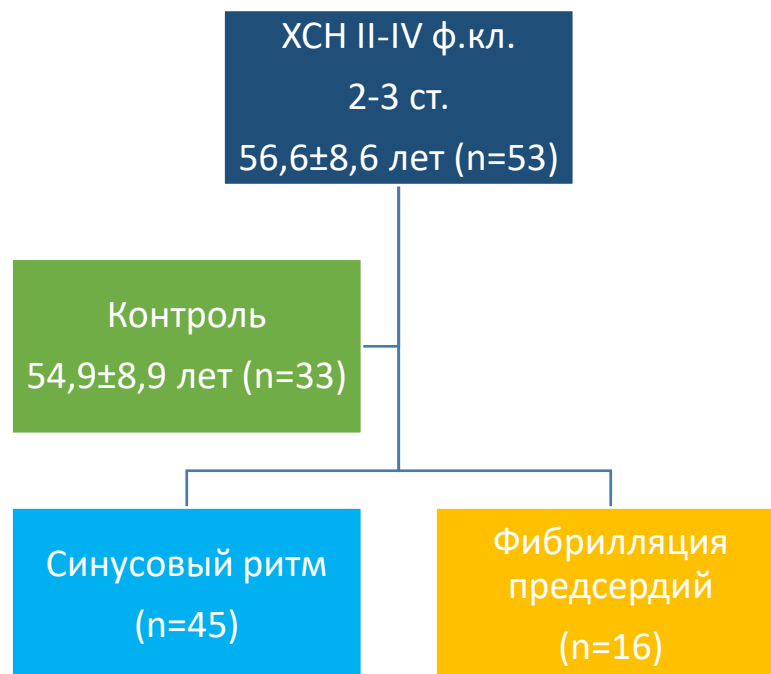 ХСН II-IV ф.кл.
2-3 ст.
56,6±8,6 лет (n=53)
Контроль
54,9±8,9 лет (n=33)
Синусовый ритм
(n=45)
Фибрилляция
предсердий
(n=16)